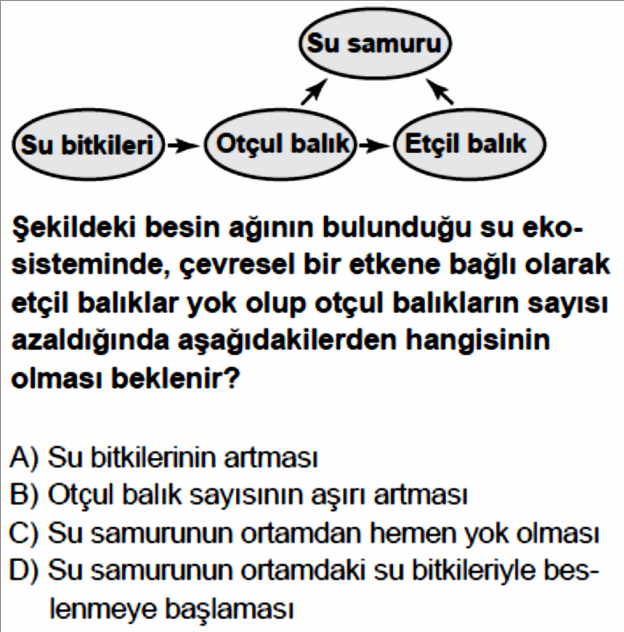 Su samuru
Su bitkileri
Otçul balık
Etçil balık
Şekildeki besin ağının bulunduğu su eko-
sisteminde, çevresel bir etkene bağlı olarak
etçil balıklar yok olup otçul balıkların sayısı
azaldığında aşağıdakilerden hangisinin
olması beklenir?
A) Su bitkilerinin artması
B) Otçul balık sayısının aşırı artması
C) Su samurunun ortamdan hemen yok olması
D) Su samurunun ortamdaki su bitkileriyle bes-
lenmeye başlaması